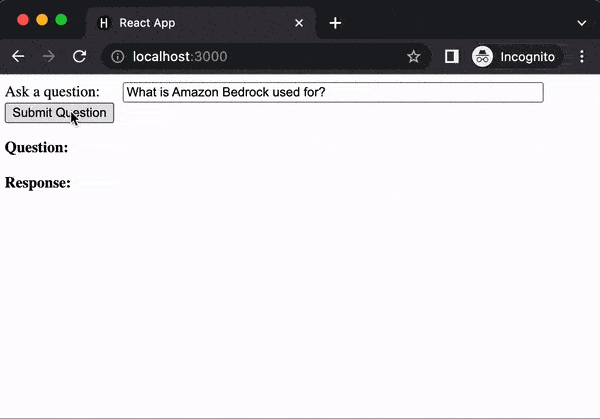 H React App
localhost:3000
Incognito
Ask a question: What is Amazon Bedrock used for?
Submit Question
Question:
Response: